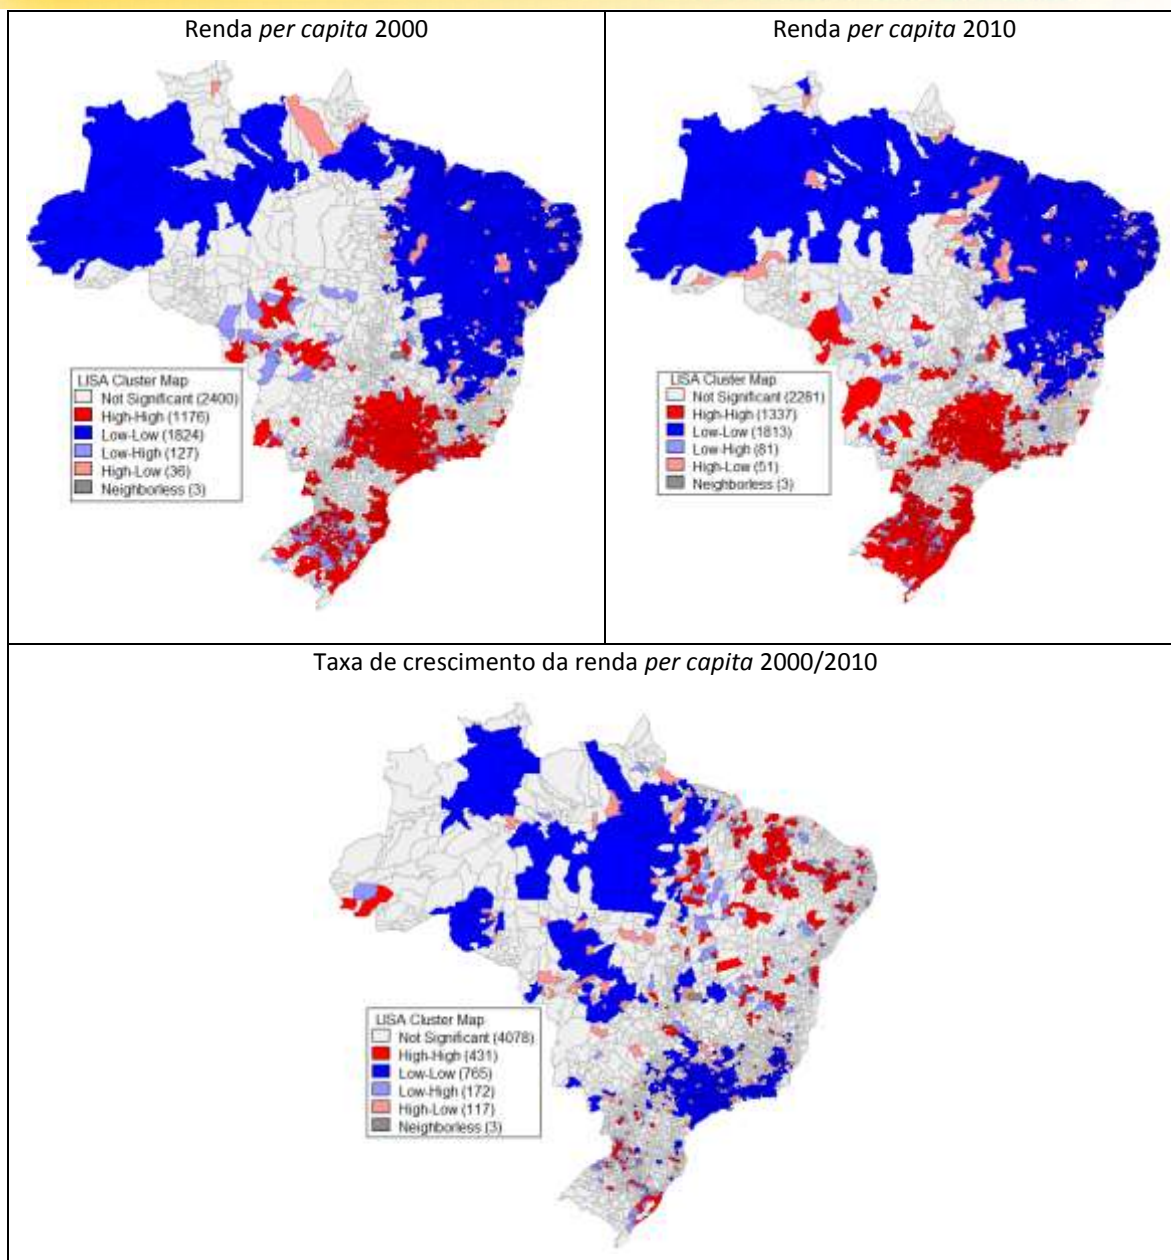 Renda per capita 2000
Renda per capita 2010
LISA Cluster Map
Not Significant (2400)
High-High (1176)
Low-Low (1824)
Low-High (127)
High-Low (36)
Neighborless (3)
LISA Cluster Map
Not Significant (2281)
High-High (1337)
Low-Low (1813)
Low-High (81)
High-Low (51)
Neighborless (3)
Taxa de crescimento da renda per capita 2000/2010
LISA Cluster Map
Not Significant (4078)
High-High (431)
Low-Low (765)
Low-High (172)
High-Low (117)
Neighborless (3)